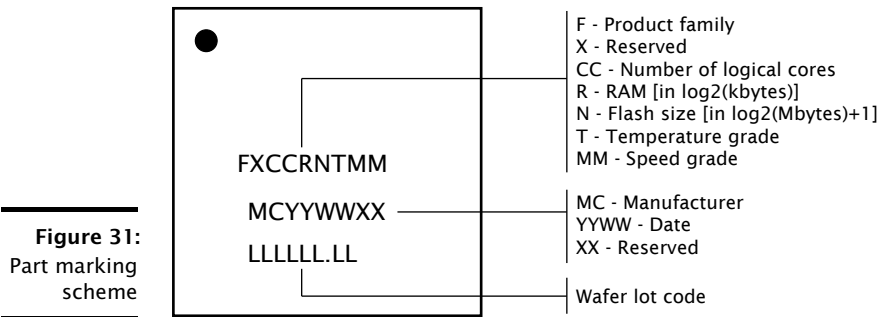 F - Product family
X - Reserved
CC - Number of logical cores
R - RAM [in log2(kbytes)]
N - Flash size [in log2(Mbytes)+1]
T - Temperature grade
MM - Speed grade
FXCCRNTMM
MCYYWWXX
MC - Manufacturer
YYWW - Date
XX - Reserved
LLLLLL.LL
Wafer lot code
Figure 31:
Part marking
scheme